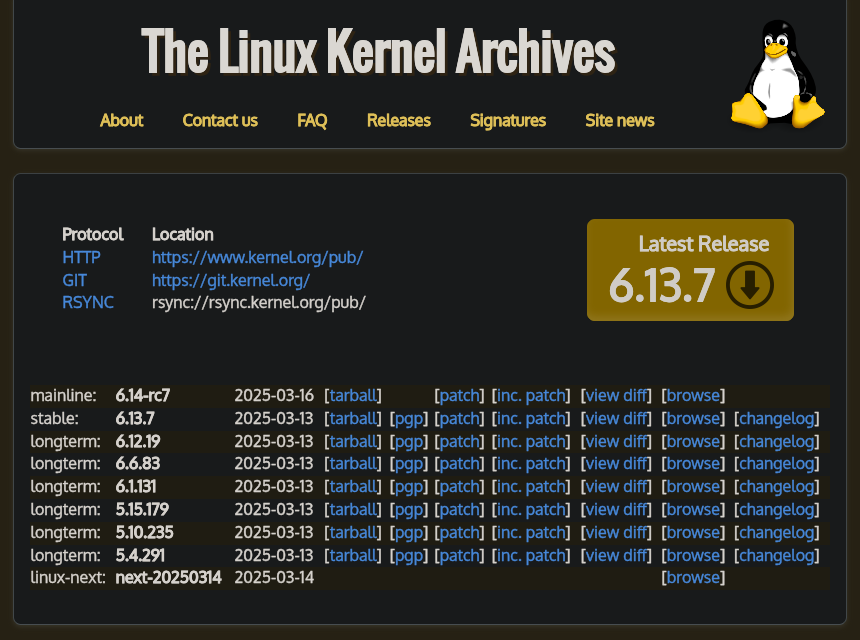 The Linux Kernel Archives
About Contact us FAQ Releases Signatures Site news
Protocol Location
HTTP https://www.kernel.org/pub/
GIT https://git.kernel.org/
RSYNC rsync://rsync.kernel.org/pub/
Latest Release
6.13.7
mainline: 6.14-rc7 2025-03-16 [tarball] [patch] [inc. patch] [view diff] [browse]
stable: 6.13.7 2025-03-13 [tarball] [pgp] [patch] [inc. patch] [view diff] [browse] [changelog]
longterm: 6.12.19 2025-03-13 [tarball] [pgp] [patch] [inc. patch] [view diff] [browse] [changelog]
longterm: 6.6.83 2025-03-13 [tarball] [pgp] [patch] [inc. patch] [view diff] [browse] [changelog]
longterm: 6.1.131 2025-03-13 [tarball] [pgp] [patch] [inc. patch] [view diff] [browse] [changelog]
longterm: 5.15.179 2025-03-13 [tarball] [pgp] [patch] [inc. patch] [view diff] [browse] [changelog]
longterm: 5.10.235 2025-03-13 [tarball] [pgp] [patch] [inc. patch] [view diff] [browse] [changelog]
longterm: 5.4.291 2025-03-13 [tarball] [pgp] [patch] [inc. patch] [view diff] [browse] [changelog]
linux-next: next-20250314 2025-03-14 [browse]